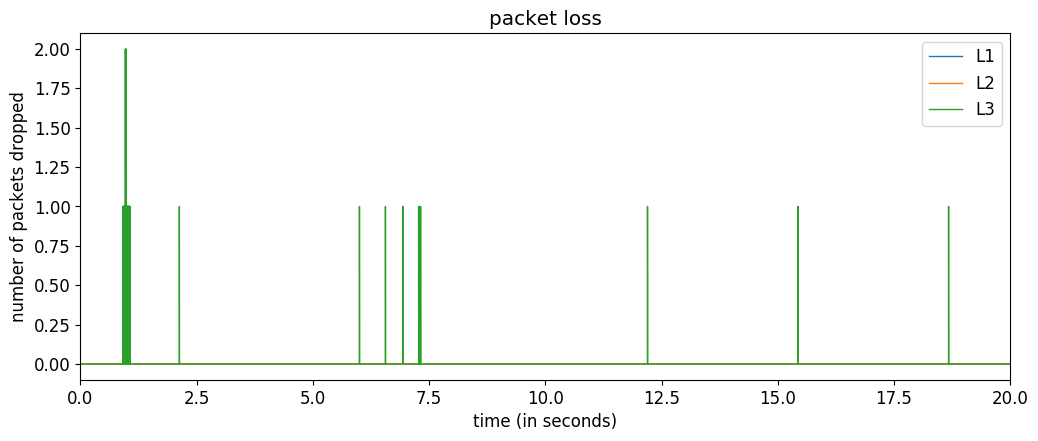 packet loss
number of packets dropped
2.00
1.75
1.50
1.25
1.00
0.75
0.50
0.25
0.00
L1
L2
L3
0.0 2.5 5.0 7.5 10.0 12.5 15.0 17.5 20.0
time (in seconds)